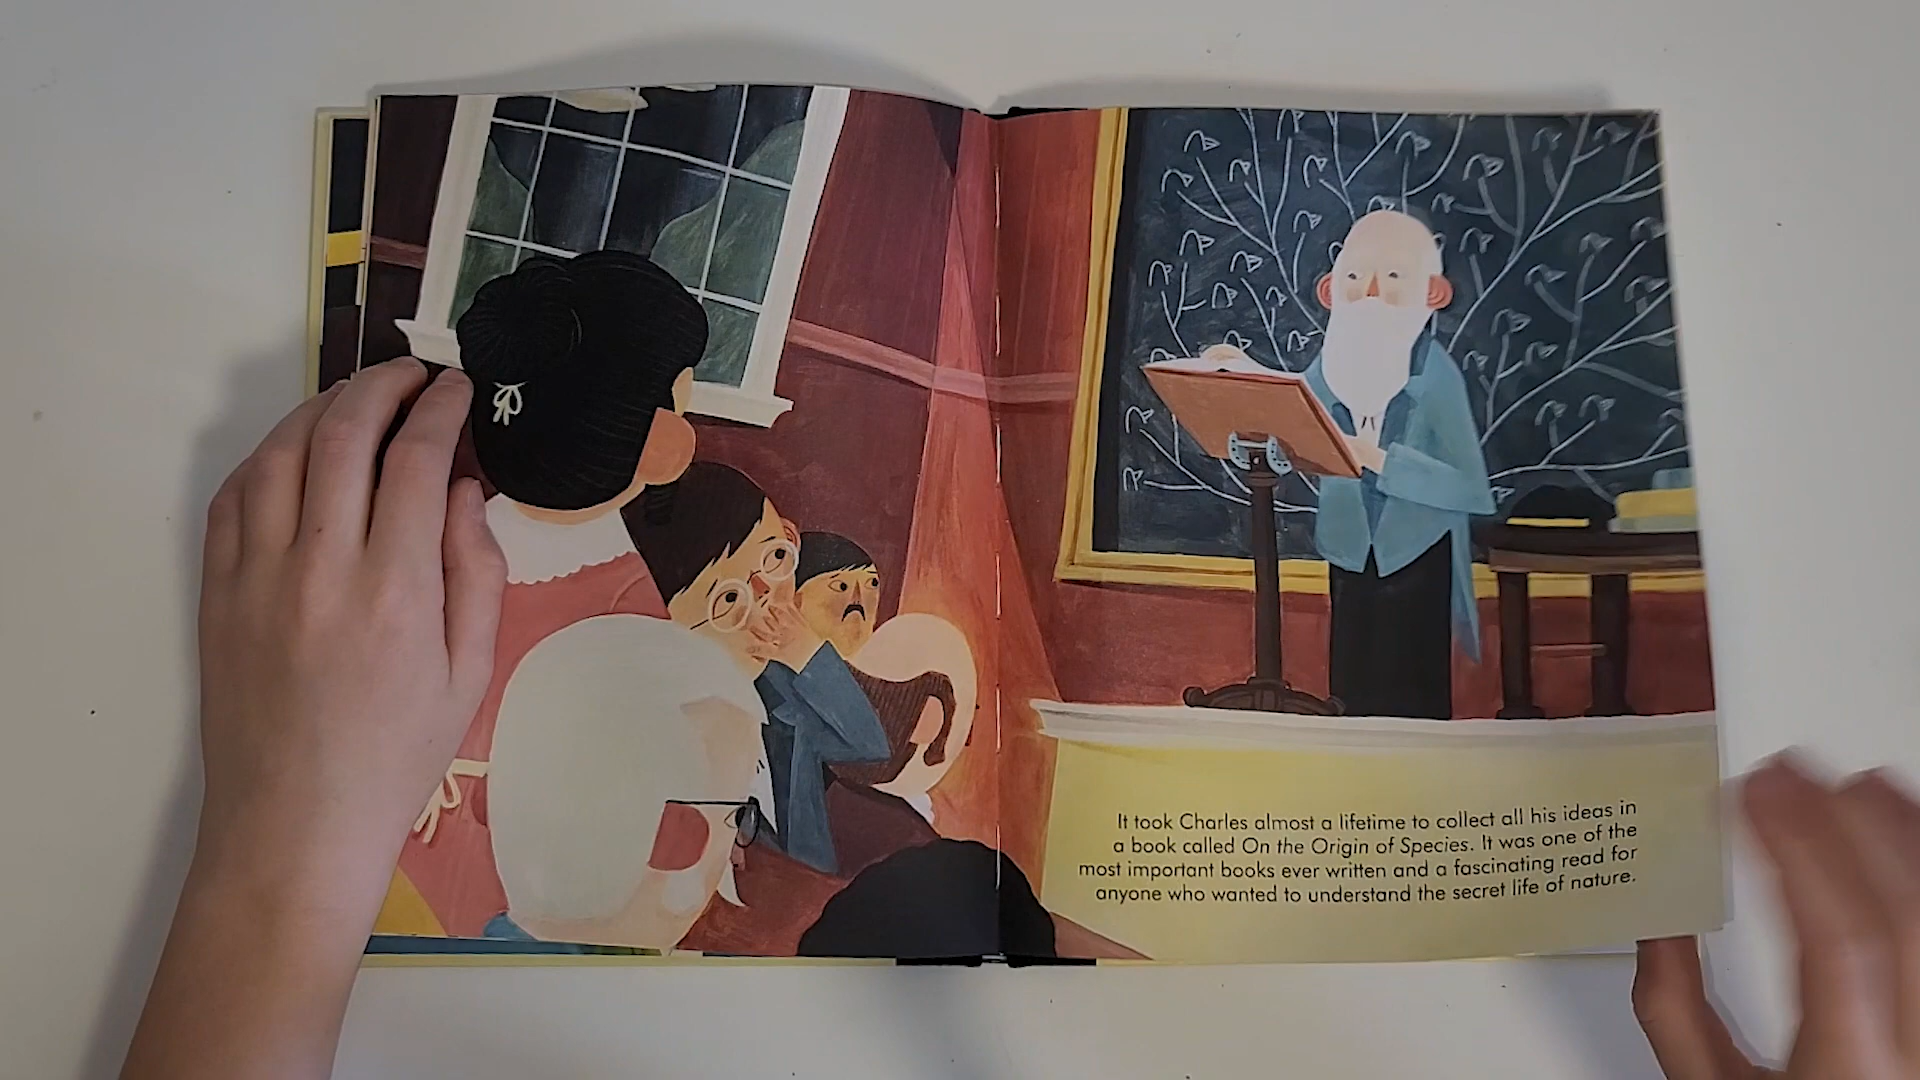 It took Charles almost a lifetime to collect all his ideas in
a book called On the Origin of Species. It was one of the
most important books ever written and a fascinating read for
anyone who wanted to understand the secret life of nature.